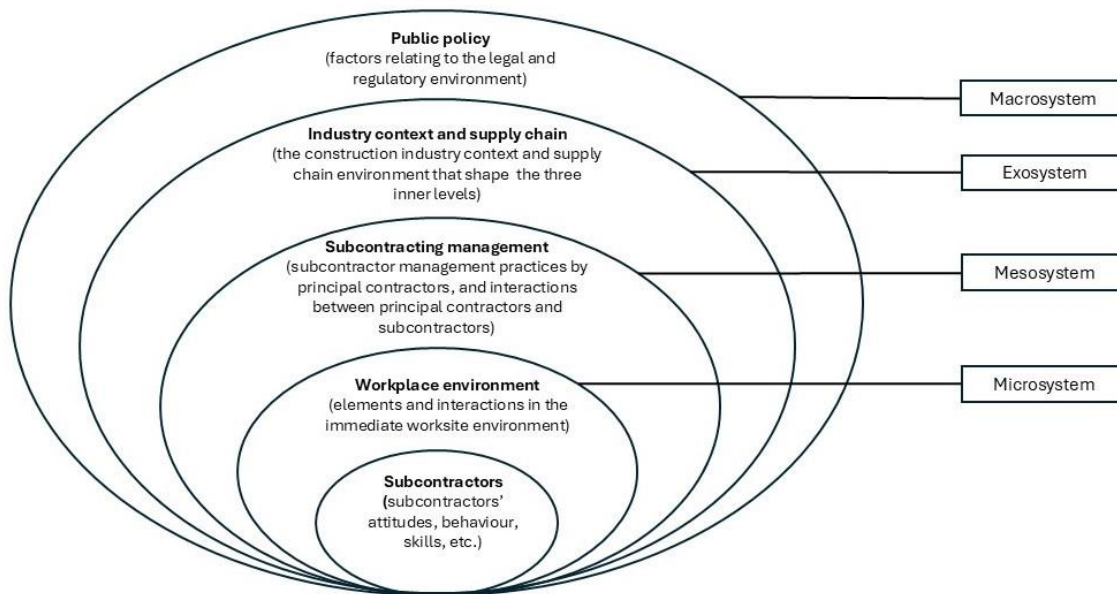 Public policy
(factors relating to the legal and
regulatory environment)
Macrosystem
Industry context and supply chain
(the construction industry context and supply
chain environment that shape the three
inner levels)
Exosystem
Subcontracting management
(subcontractor management practices by
principal contractors, and interactions
between principal contractors and
subcontractors)
Mesosystem
Workplace environment
(elements and interactions in the
immediate worksite environment)
Microsystem
Subcontractors
(subcontractors’
attitudes, behaviour,
skills, etc.)